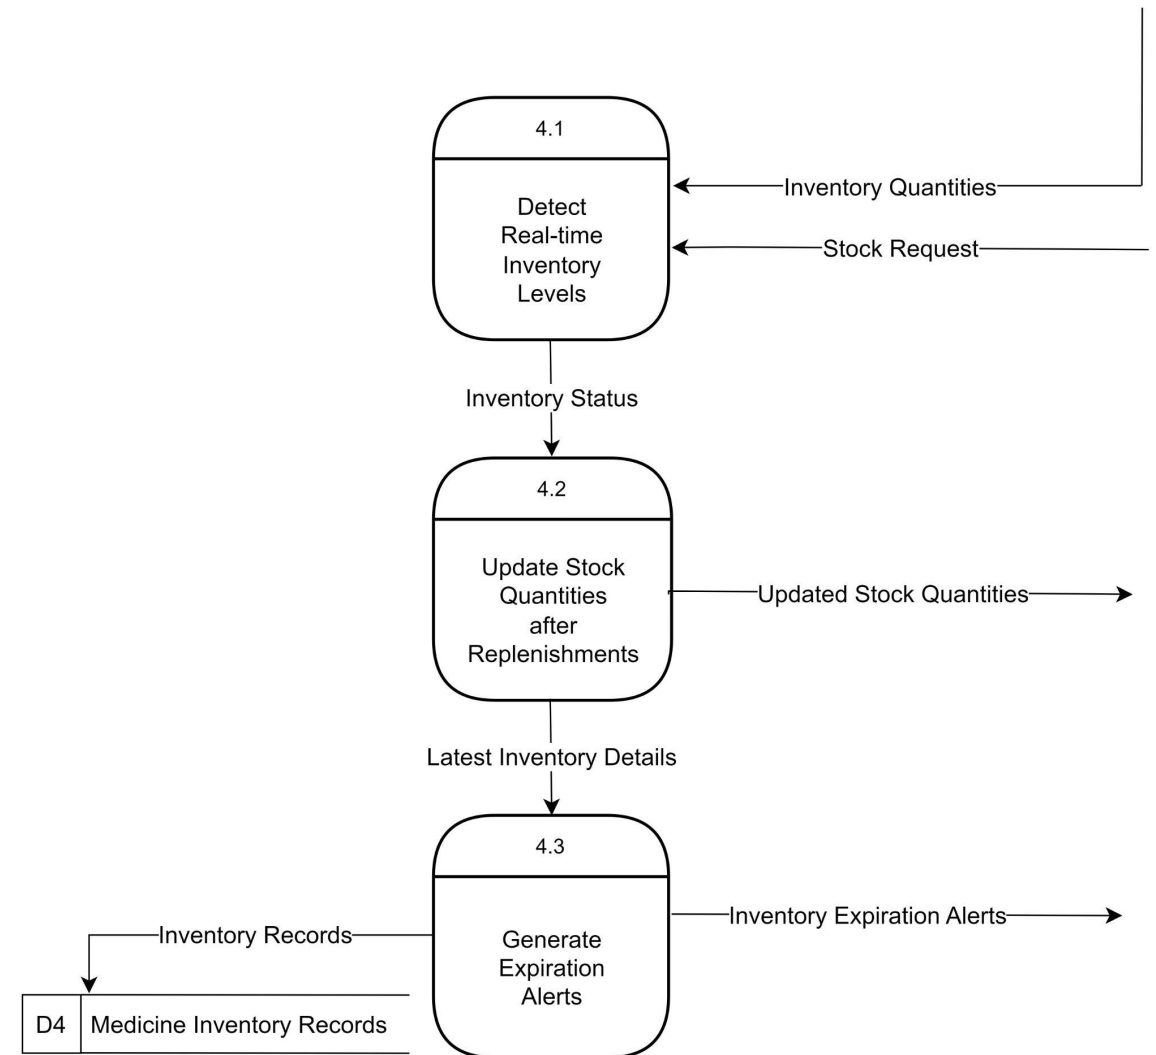 4.1
Detect
Real-time
Inventory
Levels
Inventory Quantities
Stock Request
Inventory Status
4.2
Update Stock
Quantities
after
Replenishments
Updated Stock Quantities
Latest Inventory Details
4.3
Generate
Expiration
Alerts
Inventory Expiration Alerts
Inventory Records
D4
Medicine Inventory Records